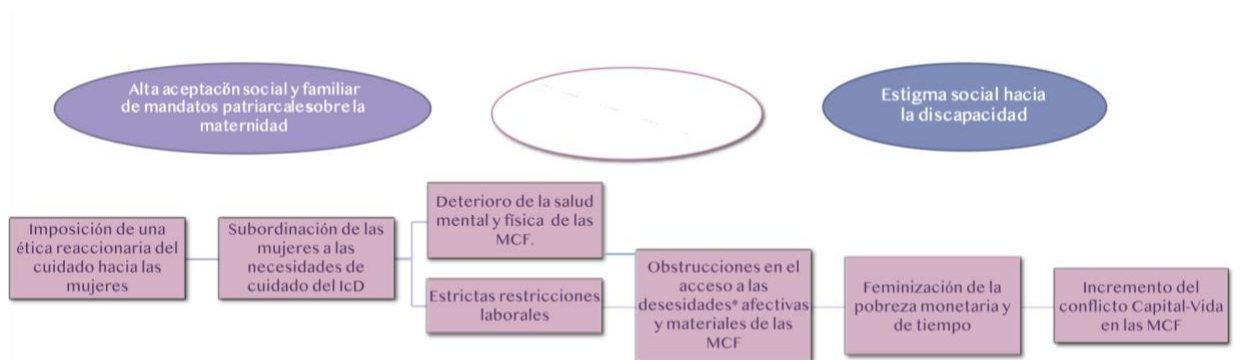 Alta aceptacön social y familiar
de mandatos patriarcalesobre la
maternidad
Estigma social hacia
la discapacidad
Imposición de una
ética reaccionaria del
cuidado hacia las
mujeres
Subordinación de las
mujeres a las
necesidades de
cuidado del IcD
Deterioro de la salud
mental y física de las
MCF.
Estrictas restricciones
laborales
Obstrucciones en el
acceso a las
desesidades* afectivas
y materiales de las
MCF
Feminización de la
pobreza monetaria y
de tiempo
Incremento del
conflicto Capital-Vida
en las MCF